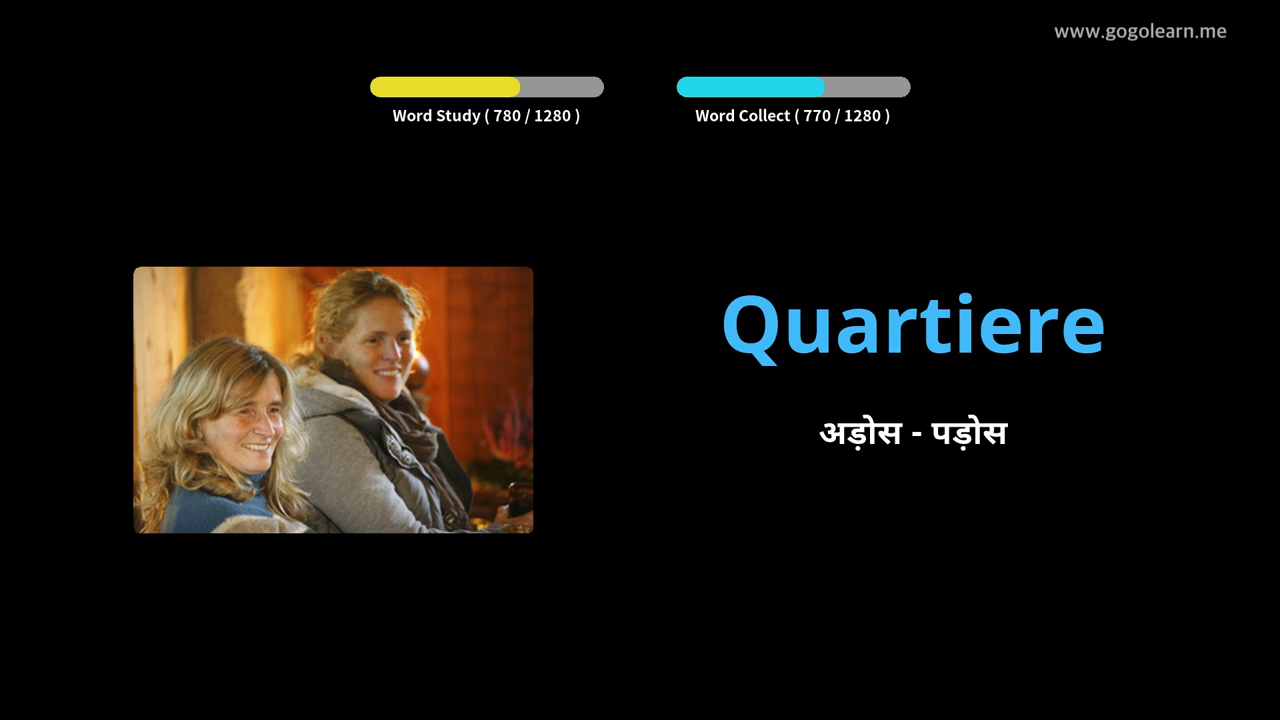 www.gogolearn.me
Word Study ( 780 / 1280 )
Word Collect ( 770 / 1280 )
Quartiere
अड़ोस - पड़ोस